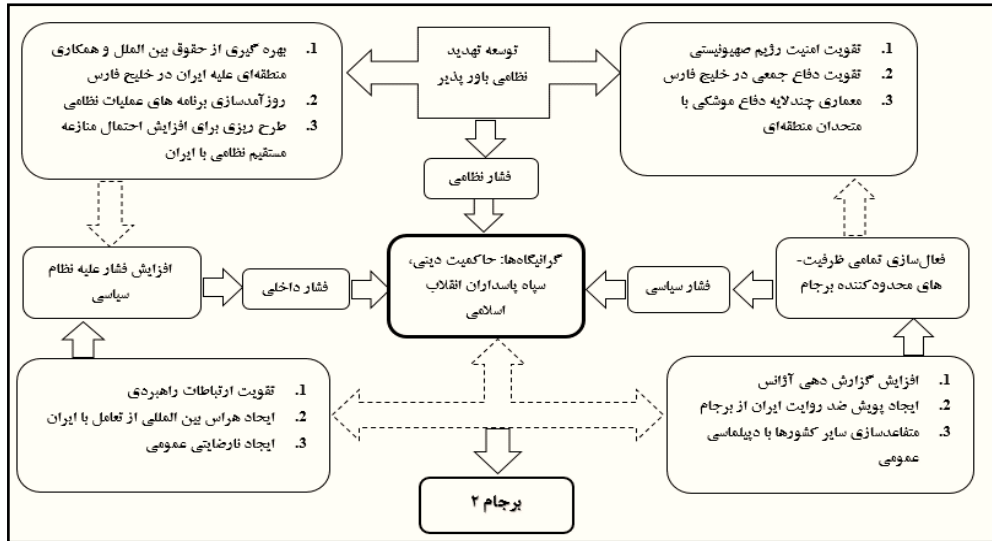 تقویت امنیت رژیم صهیونیستی .1
تقویت دفاع جمعی در خلیج فارس .2
معماری چندلایه دفاع موشکی با .3
متحدان منطقه‌ای
توسعه تهدید
نظامی باور پذیر
بهره گیری از حقوق بین الملل و همکاری .1
منطقه‌ای علیه ایران در خلیج فارس
روزآمدسازی برنامه های عملیات نظامی .2
طرح ریزی برای افزایش احتمال منازعه .3
مستقیم نظامی با ایران
فشار نظامی
فعال‌سازی تمامی ظرفیت-
های محدودکننده برجام
فشار سیاسی
گرانیگاه‌ها: حاکمیت دینی،
سپاه پاسداران انقلاب
اسلامی
فشار داخلی
افزایش فشار علیه نظام
سیاسی
افزایش گزارش دهی آژانس .1
ایجاد پویش ضد روایت ایران از برجام .2
متقاعدسازی سایر کشورها با دیپلماسی .3
عمومی
تقویت ارتباطات راهبردی .1
ایجاد هراس بین المللی از تعامل با ایران .2
ایجاد نارضایتی عمومی .3
برجام ۲